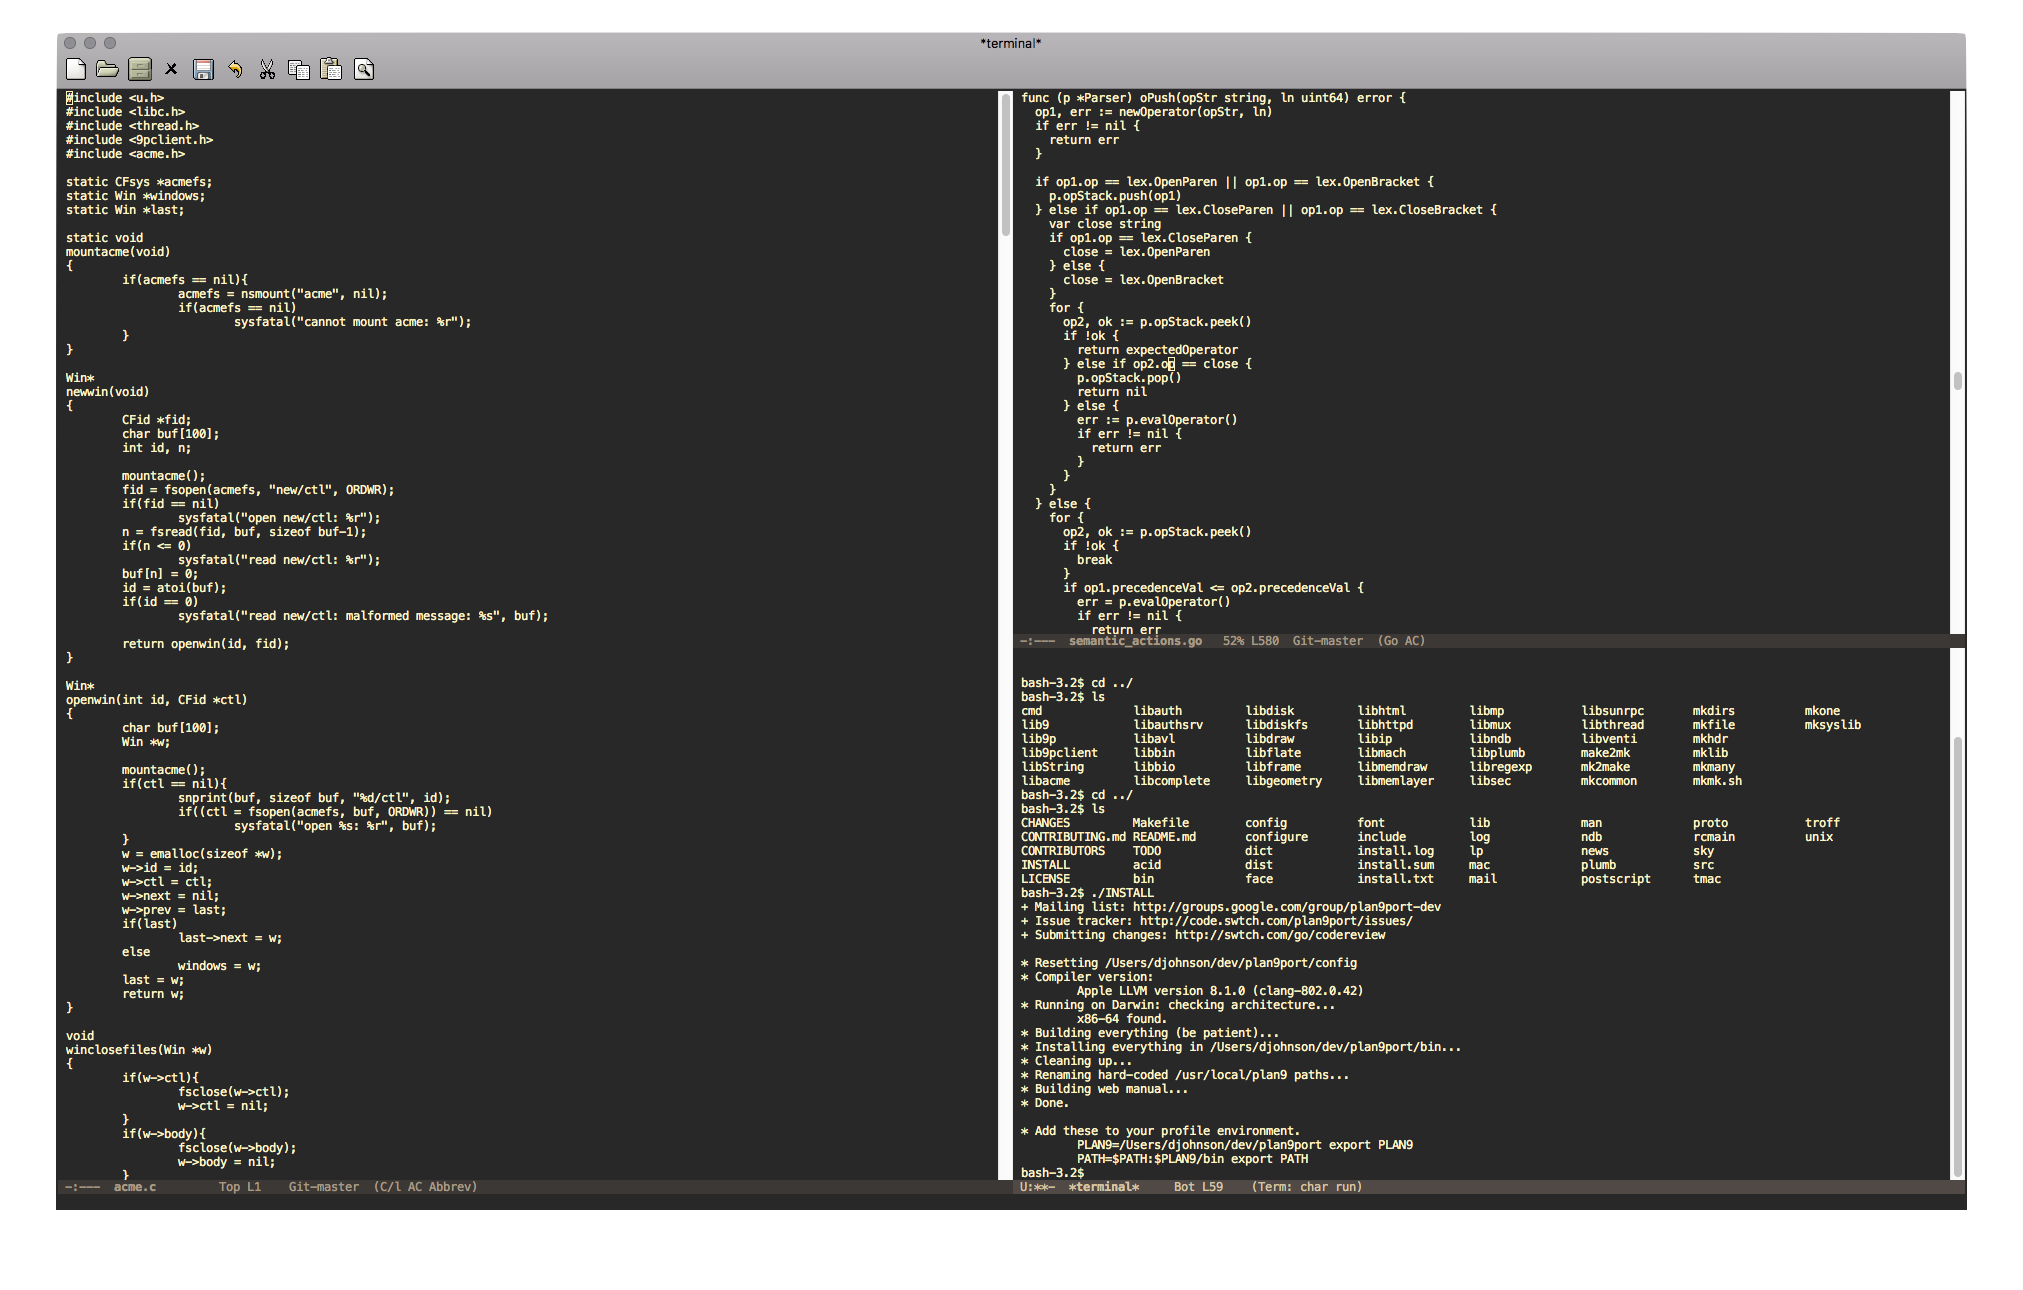 *terminal*
#include <u.h>
#include <libc.h>
#include <thread.h>
#include <9pclient.h>
#include <acme.h>
static CFsys *acmefs;
static Win *windows;
static Win *last;
static void
mountacme(void)
{
if(acmefs == nil){
acmefs = nsmount("acme", nil);
if(acmefs == nil)
sysfatal("cannot mount acme: %r");
}
}
Win*
newwin(void)
{
CFid *fid;
char buf[100];
int id, n;
mountacme();
fid = fsopen(acmefs, "new/ctl", ORDWR);
if(fid == nil)
sysfatal("open new/ctl: %r");
n = fsread(fid, buf, sizeof buf-1);
if(n <= 0)
sysfatal("read new/ctl: %r");
buf[n] = 0;
id = atoi(buf);
if(id == 0)
sysfatal("read new/ctl: malformed message: %s", buf);
return openwin(id, fid);
}
Win*
openwin(int id, CFid *ctl)
{
char buf[100];
Win *w;
mountacme();
if(ctl == nil){
snprint(buf, sizeof buf, "%d/ctl", id);
if((ctl = fsopen(acmefs, buf, ORDWR)) == nil)
sysfatal("open %s: %r", buf);
}
w = emalloc(sizeof *w);
w->id = id;
w->ctl = ctl;
w->next = nil;
w->prev = last;
if(last)
last->next = w;
else
windows = w;
last = w;
return w;
}
void
winclosefiles(Win *w)
{
if(w->ctl){
fsclose(w->ctl);
w->ctl = nil;
}
if(w->body){
fsclose(w->body);
w->body = nil;
}
-:--- acme.c Top L1 Git-master (C/l AC Abbrev)
func (p *Parser) oPush(opStr string, ln uint64) error {
op1, err := newOperator(opStr, ln)
if err != nil {
return err
}
if op1.op == lex.OpenParen || op1.op == lex.OpenBracket {
p.opStack.push(op1)
} else if op1.op == lex.CloseParen || op1.op == lex.CloseBracket {
var close string
if op1.op == lex.CloseParen {
close = lex.OpenParen
} else {
close = lex.OpenBracket
}
for {
op2, ok := p.opStack.peek()
if !ok {
return expectedOperator
} else if op2.op == close {
p.opStack.pop()
return nil
} else {
err := p.evalOperator()
if err != nil {
return err
}
}
}
} else {
for {
op2, ok := p.opStack.peek()
if !ok {
break
}
if op1.precedenceVal <= op2.precedenceVal {
err = p.evalOperator()
if err != nil {
return err
-:--- semantic_actions.go 52% L580 Git-master (Go AC)
bash-3.2$ cd ../
bash-3.2$ ls
cmd libauth libdisk libhtml libmp libsunrpc mkdirs mkone
lib9 libauthsrv libdiskfs libhttpd libmux libthread mkfile mksyslib
lib9p libavl libdraw libip libndb libventi mkhdr
lib9pclient libbin libflate libmach libplumb make2mk mklib
libString libbio libframe libmemdraw libregexp mk2make mkmany
libacme libcomplete libgeometry libmemlayer libsec mkcommon mkmk.sh
bash-3.2$ cd ../
bash-3.2$ ls
CHANGES Makefile config font lib man proto troff
CONTRIBUTING.md README.md configure include log ndb rcmain unix
CONTRIBUTORS TODO dict install.log lp news sky
INSTALL acid dist install.sum mac plumb src
LICENSE bin face install.txt mail postscript tmac
bash-3.2$ ./INSTALL
+ Mailing list: http://groups.google.com/group/plan9port-dev
+ Issue tracker: http://code.swtch.com/plan9port/issues/
+ Submitting changes: http://swtch.com/go/codereview
* Resetting /Users/djohnson/dev/plan9port/config
* Compiler version:
Apple LLVM version 8.1.0 (clang-802.0.42)
* Running on Darwin: checking architecture...
x86-64 found.
* Building everything (be patient)...
* Installing everything in /Users/djohnson/dev/plan9port/bin...
* Cleaning up...
* Renaming hard-coded /usr/local/plan9 paths...
* Building web manual...
* Done.
* Add these to your profile environment.
PLAN9=/Users/djohnson/dev/plan9port export PLAN9
PATH=$PATH:$PLAN9/bin export PATH
bash-3.2$
U:**- *terminal* Bot L59 (Term: char run)